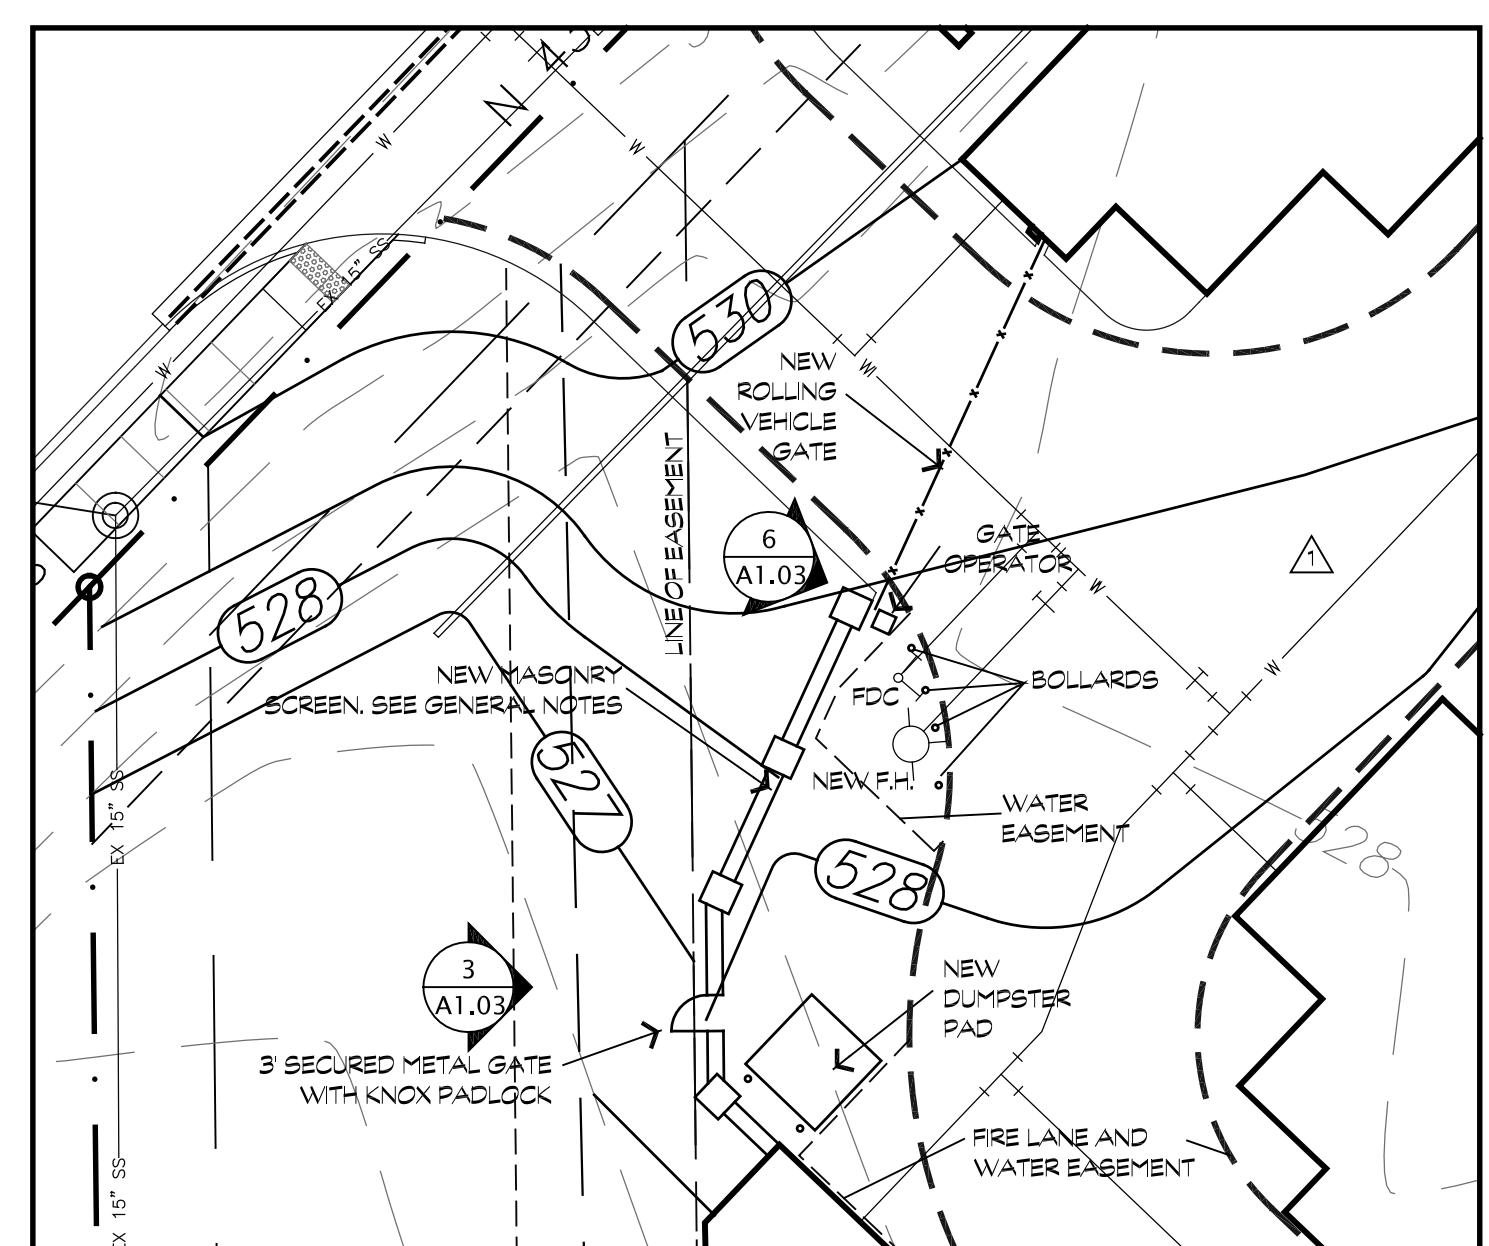 N 43
W
W
EX 15" SS
W
530
NEW
ROLLING
VEHICLE
GATE
W
LINE OF EASEMENT
6
A1.03
GATE
OPERATOR
1
W
528
NEW MASONRY
SCREEN. SEE GENERAL NOTES
FDC
BOLLARDS
W
527
NEW F.H.
WATER
EASEMENT
EX 15" SS
528
528
3
A1.03
NEW
DUMPSTER
PAD
3' SECURED METAL GATE
WITH KNOX PADLOCK
FIRE LANE AND
WATER EASEMENT
EX 15" SS